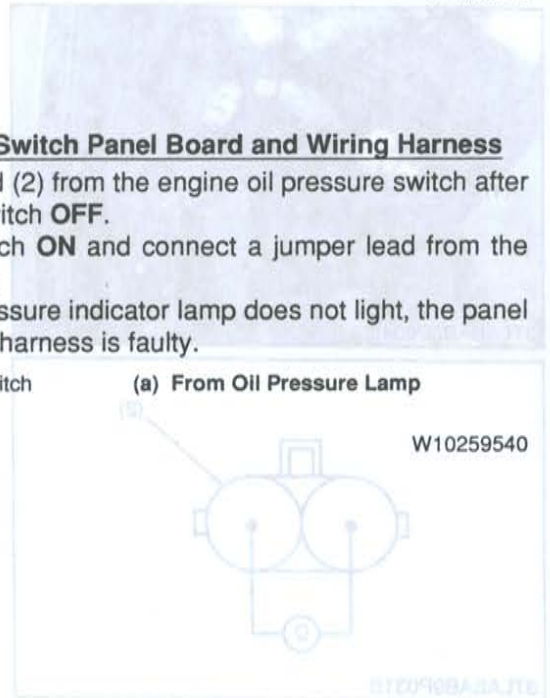 Switch Panel Board and Wiring Harness
(2) from the engine oil pressure switch after
itch OFF.
ch ON and connect a jumper lead from the
ssure indicator lamp does not light, the panel
harness is faulty.
itch (a) From Oil Pressure Lamp
W10259540